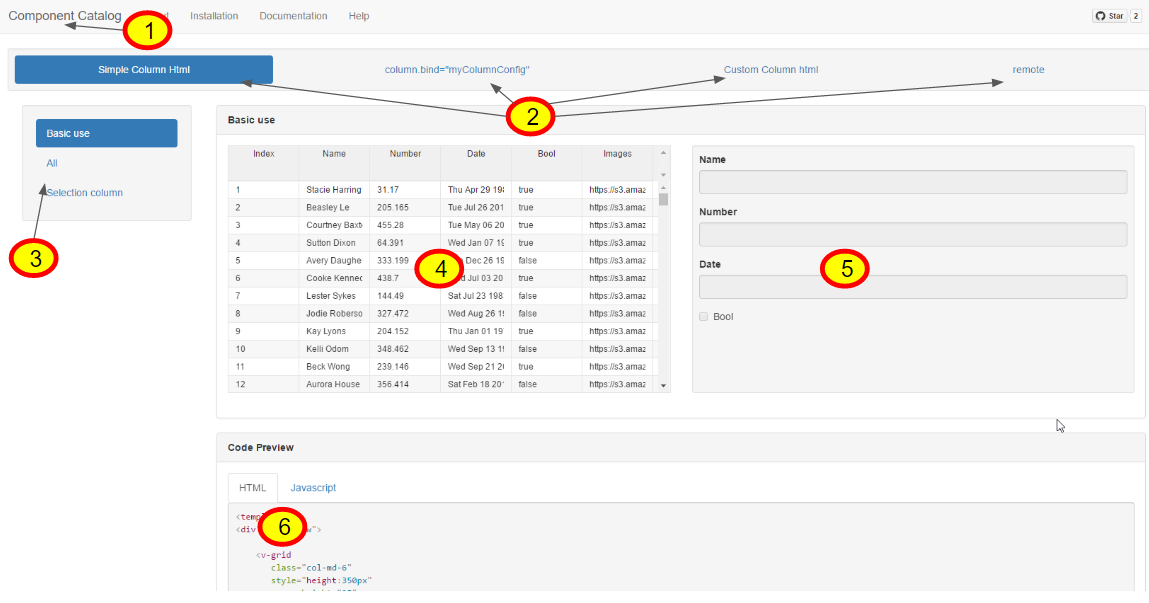 Component Catalog Installation Documentation Help Star 2
1
Simple Column Html column.bind="myColumnConfig" Custom Column html remote
2
Basic use
All
Selection column
3
Basic use
Index Name Number Date Bool Images
1 Stacie Harring 31.17 Thu Apr 29 198 true https://s3.amaz
2 Beasley Le 205.165 Tue Jul 26 201 true https://s3.amaz
3 Courtney Baxte 455.28 Tue May 06 20 true https://s3.amaz
4 Sutton Dixon 64.391 Wed Jan 07 19 true https://s3.amaz
5 Avery Daughe 333.199 Dec 26 19 false https://s3.amaz
6 Cooke Kennec 438.7 Jul 03 20 true https://s3.amaz
7 Lester Sykes 144.49 Sat Jul 23 198 false https://s3.amaz
8 Jodie Roberso 327.472 Wed Aug 26 19 false https://s3.amaz
9 Kay Lyons 204.152 Thu Jan 01 19 true https://s3.amaz
10 Kelli Odom 348.462 Wed Sep 13 19 false https://s3.amaz
11 Beck Wong 239.146 Wed Sep 21 20 true https://s3.amaz
12 Aurora House 356.414 Sat Feb 18 20 false https://s3.amaz
4
Name
Number
Date
Bool
5
Code Preview
HTML Javascript
<temp
<div w">
6
<v-grid
class="col-md-6"
style="height:350px"